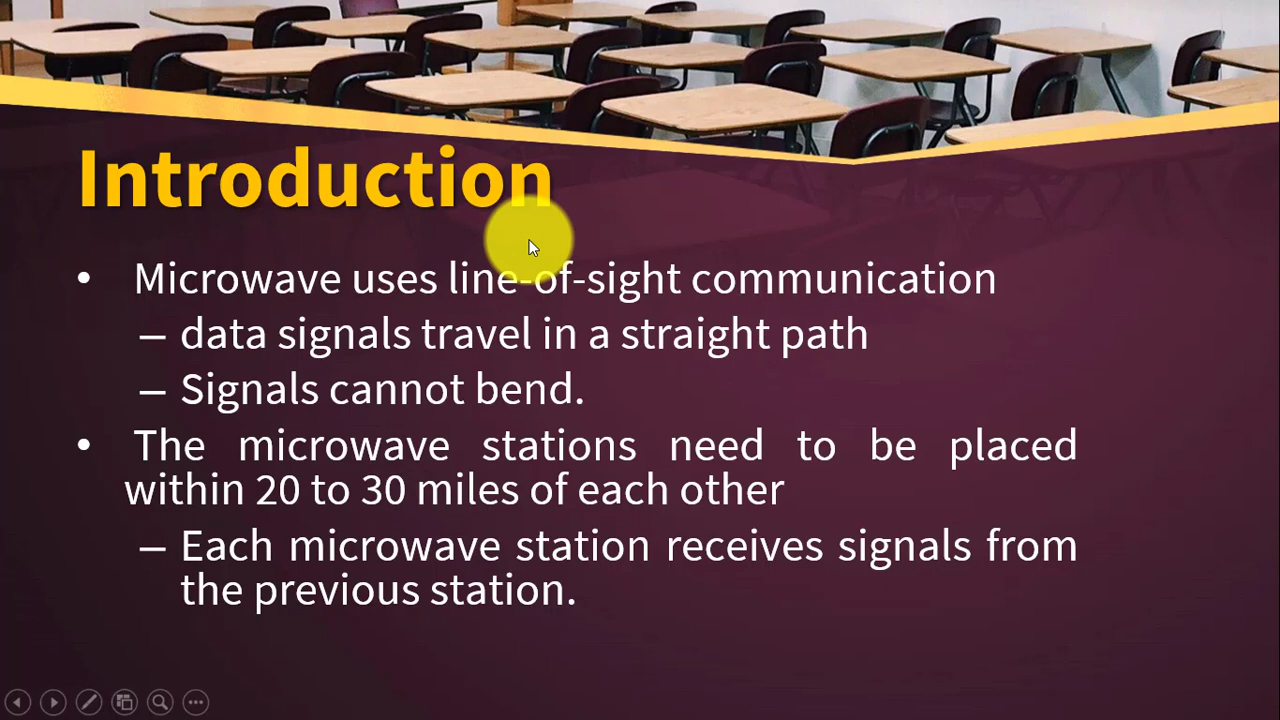 Introduction
• Microwave uses line-of-sight communication
– data signals travel in a straight path
– Signals cannot bend.
• The microwave stations need to be placed
within 20 to 30 miles of each other
– Each microwave station receives signals from
the previous station.